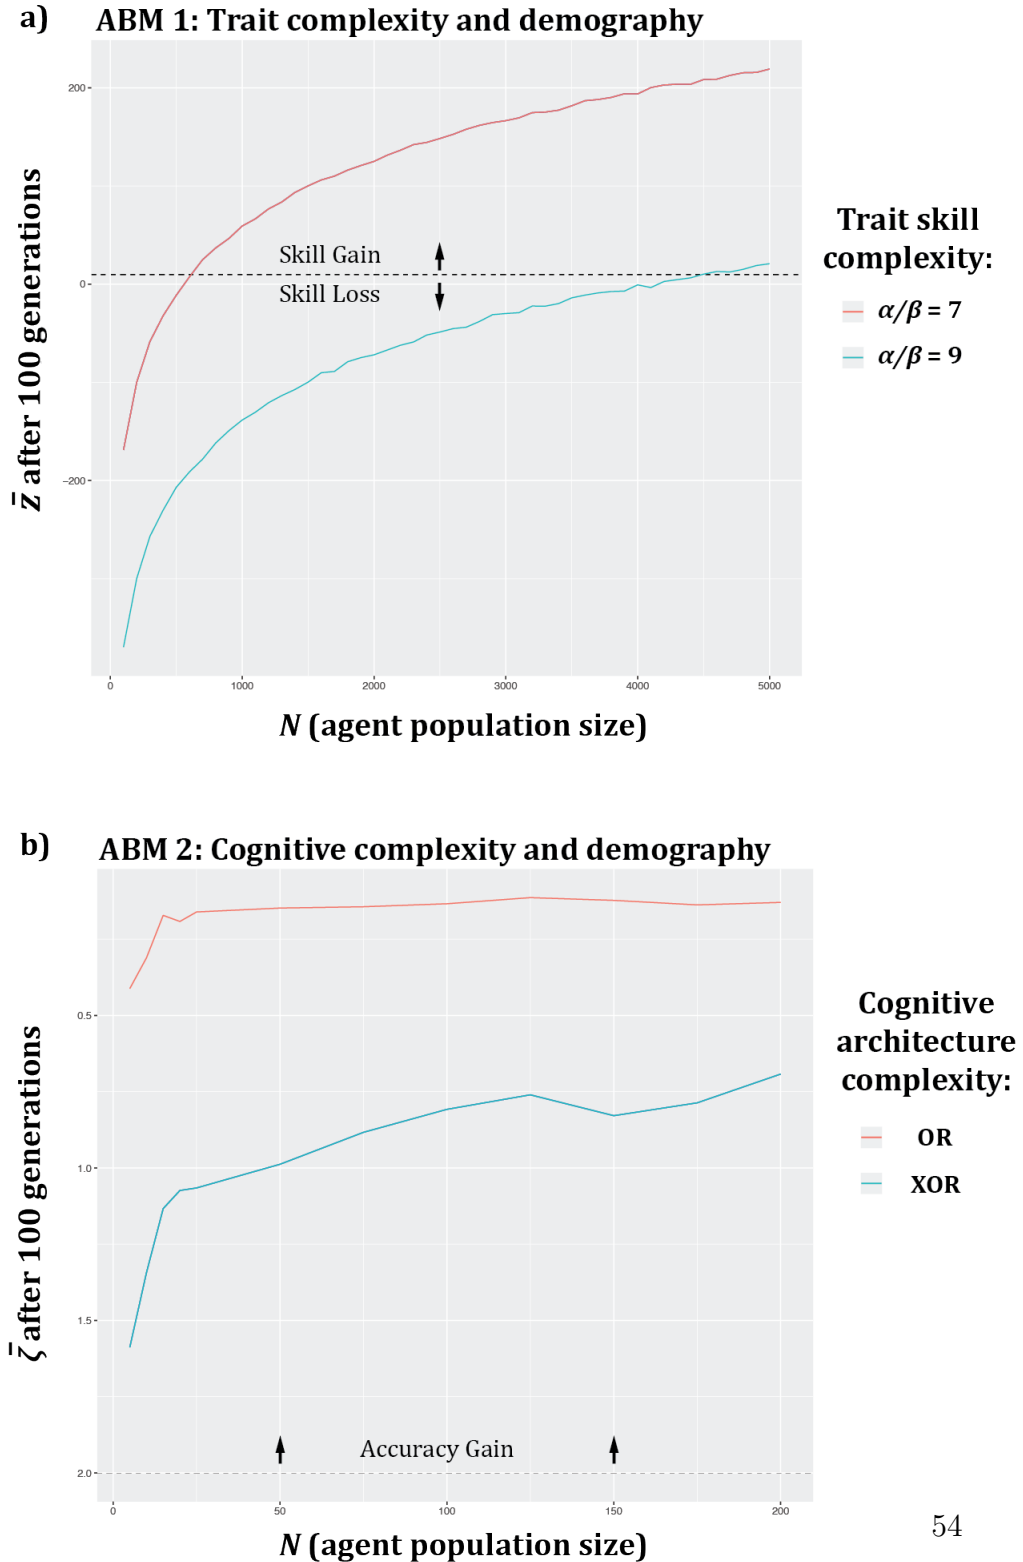 a) ABM 1: Trait complexity and demography
200
0
−200
z̄ after 100 generations
Skill Gain
Skill Loss
0 1000 2000 3000 4000 5000
N (agent population size)
Trait skill
complexity:
α/β = 7
α/β = 9
b) ABM 2: Cognitive complexity and demography
0.5
1.0
1.5
2.0
ζ̄ after 100 generations
Accuracy Gain
0 50 100 150 200
N (agent population size)
Cognitive
architecture
complexity:
OR
XOR
54